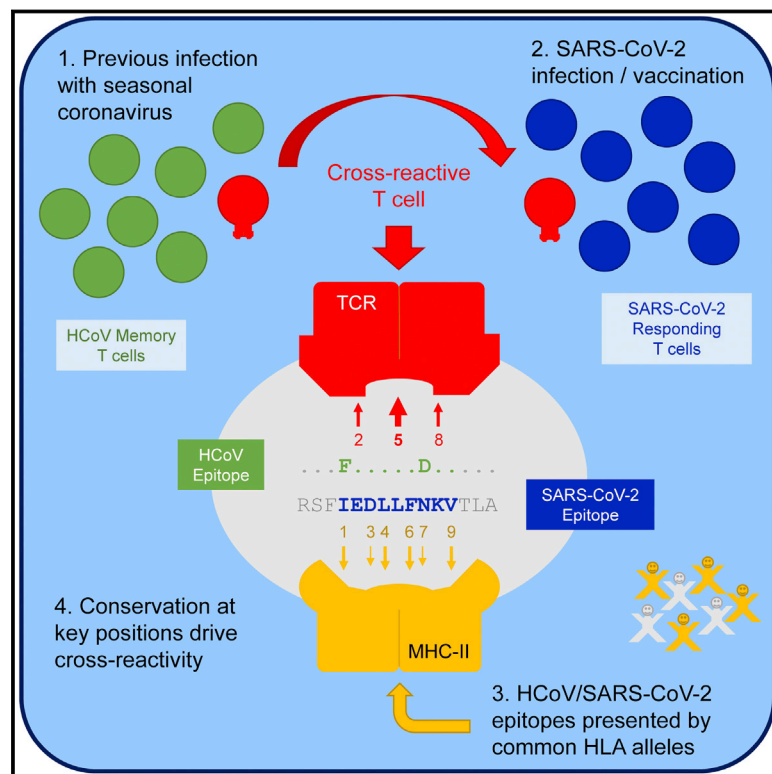 1. Previous infection
with seasonal
coronavirus
2. SARS-CoV-2
infection / vaccination
Cross-reactive
T cell
HCoV Memory
T cells
SARS-CoV-2
Responding
T cells
TCR
2 5 8
HCoV
Epitope
...F.....D.....
RSFIEDLLFNKVTLA
SARS-CoV-2
Epitope
1 3 4 6 7 9
4. Conservation at
key positions drive
cross-reactivity
MHC-II
3. HCoV/SARS-CoV-2
epitopes presented by
common HLA alleles